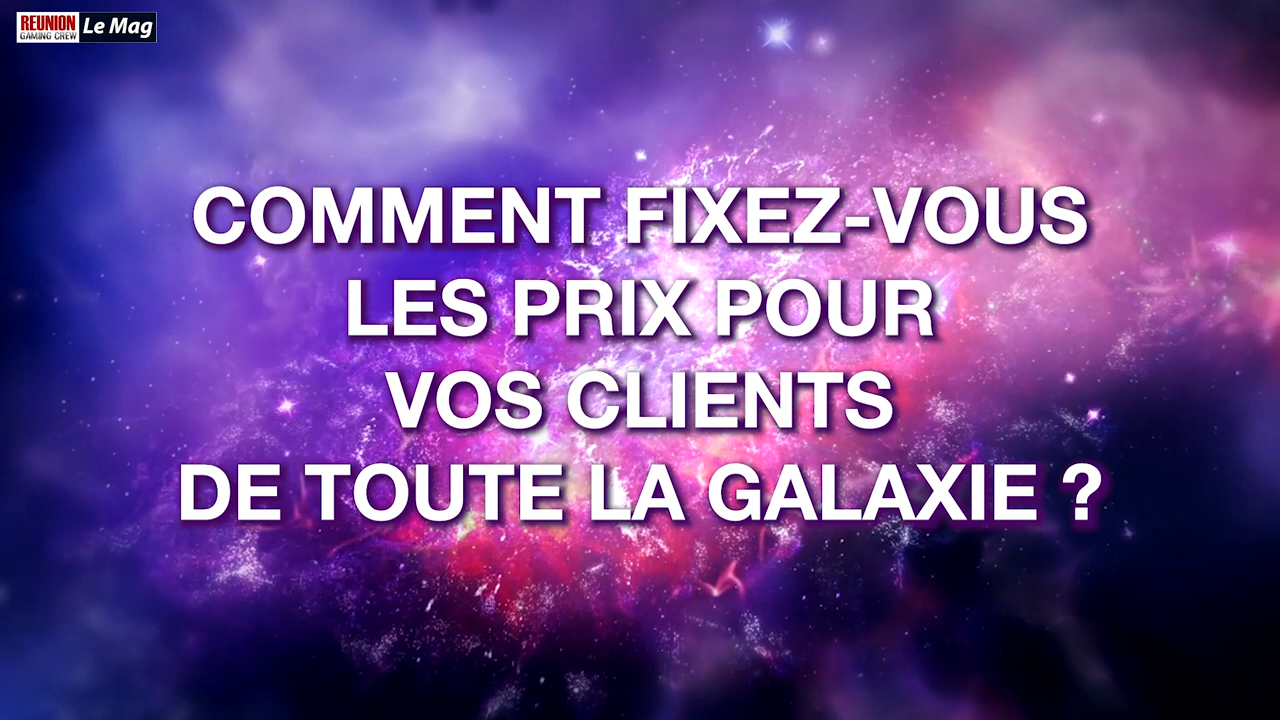 REUNION
GAMING CREW
Le Mag
COMMENT FIXEZ-VOUS
LES PRIX POUR
VOS CLIENTS
DE TOUTE LA GALAXIE ?